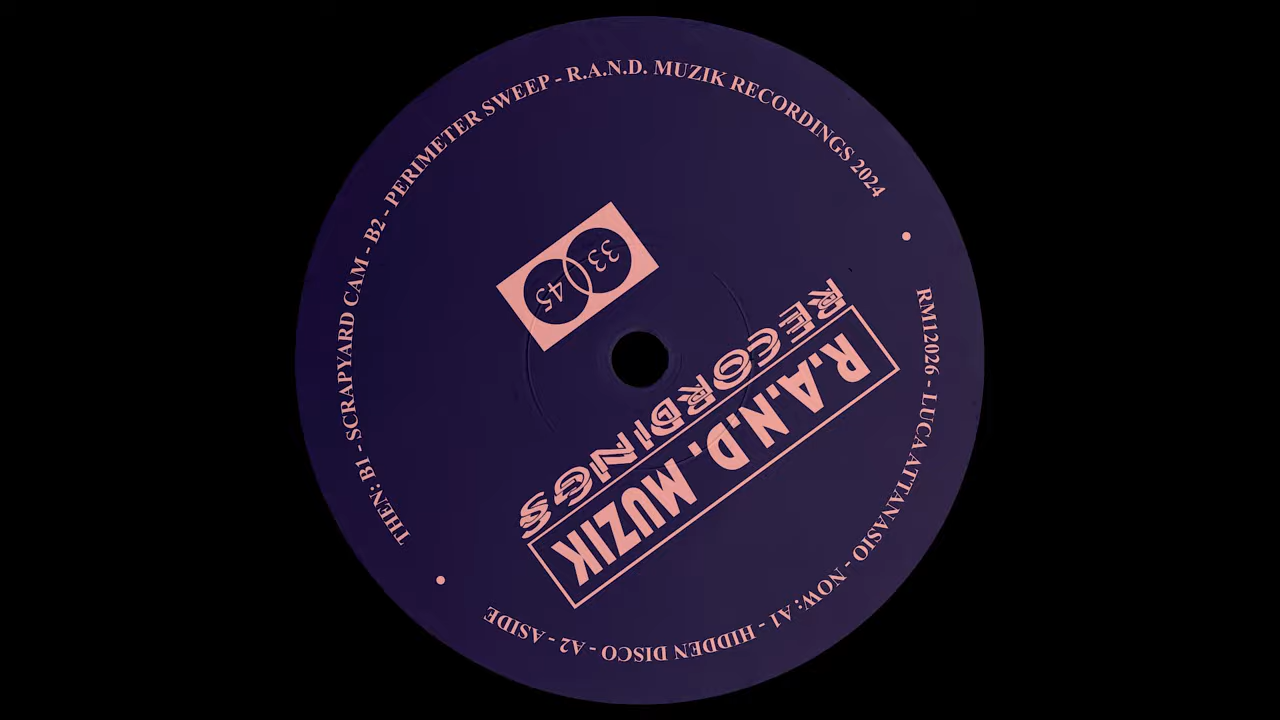 RM12026 - LUCA ATTANASIO - NOW: A1 - HIDDEN DISCO - A2 - ASIDE
THEN: B1 - SCRAPYARD CAM - B2 - PERIMETER SWEEP - R.A.N.D. MUZIK RECORDINGS 2024
R.A.N.D. MUZIK
RECORDINGS
33
45